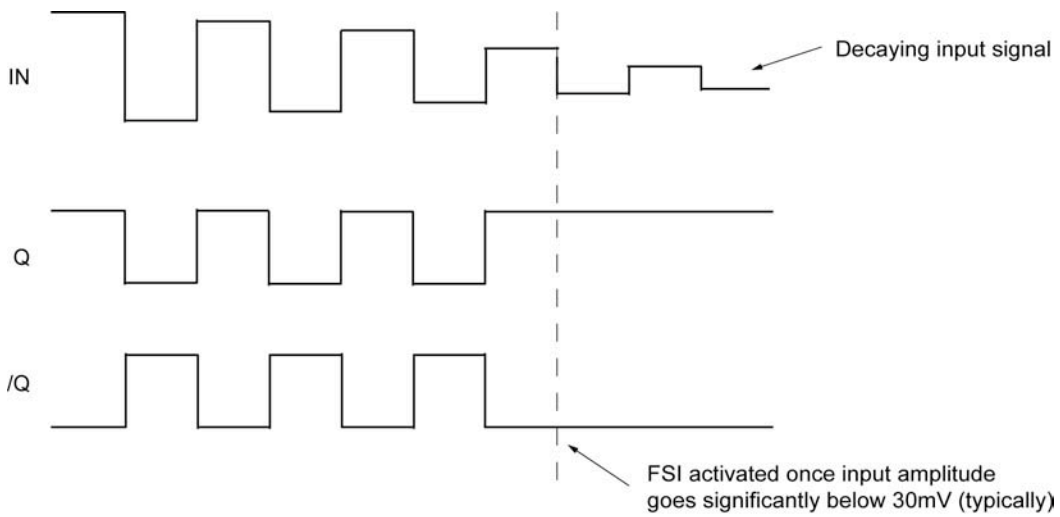 Decaying input signal
IN
Q
/Q
FSI activated once input amplitude
goes significantly below 30mV (typically)